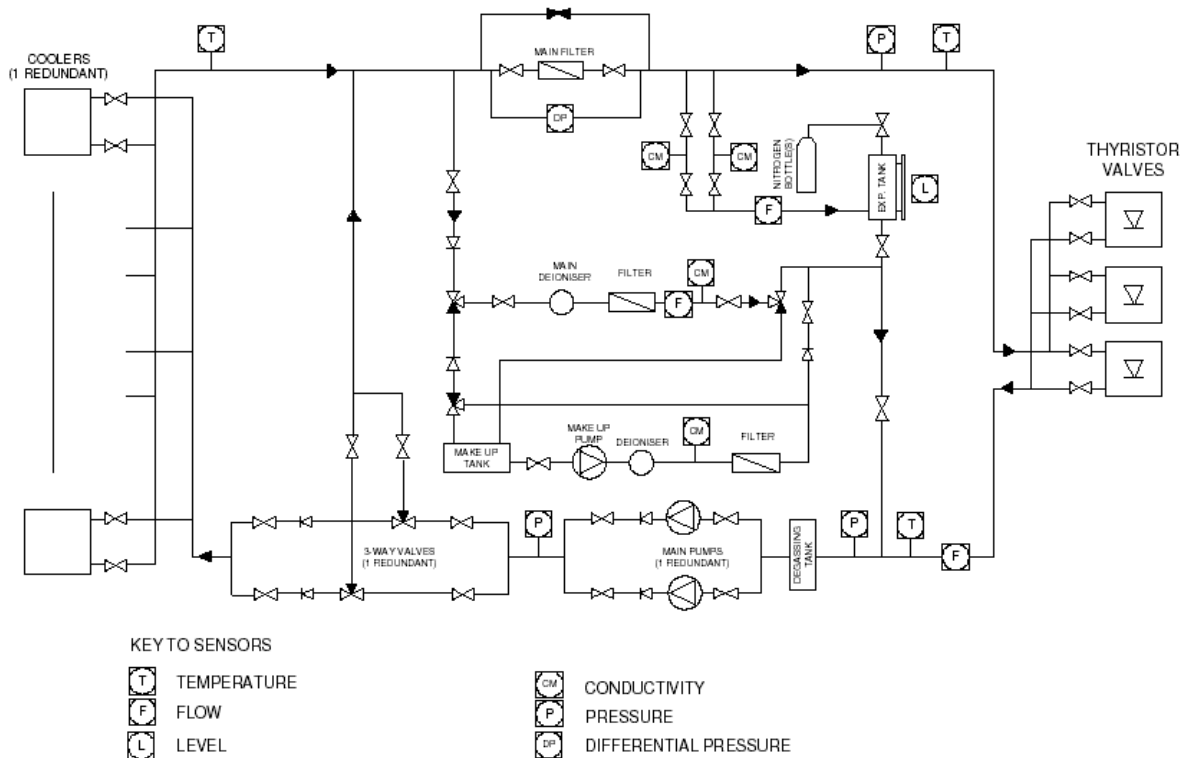 T
P
T
COOLERS
(1 REDUNDANT)
MAIN FILTER
DP
CM
CM
NITROGEN
BOTTLE(S)
EXP. TANK
L
F
THYRISTOR
VALVES
MAIN
DEIONISER
FILTER
CM
F
MAKE UP
PUMP
DEIONISER
CM
FILTER
MAKE UP
TANK
3-WAY VALVES
(1 REDUNDANT)
P
MAIN PUMPS
(1 REDUNDANT)
DEGASSING
TANK
P
T
F
KEY TO SENSORS
T TEMPERATURE
F FLOW
L LEVEL
CM CONDUCTIVITY
P PRESSURE
DP DIFFERENTIAL PRESSURE